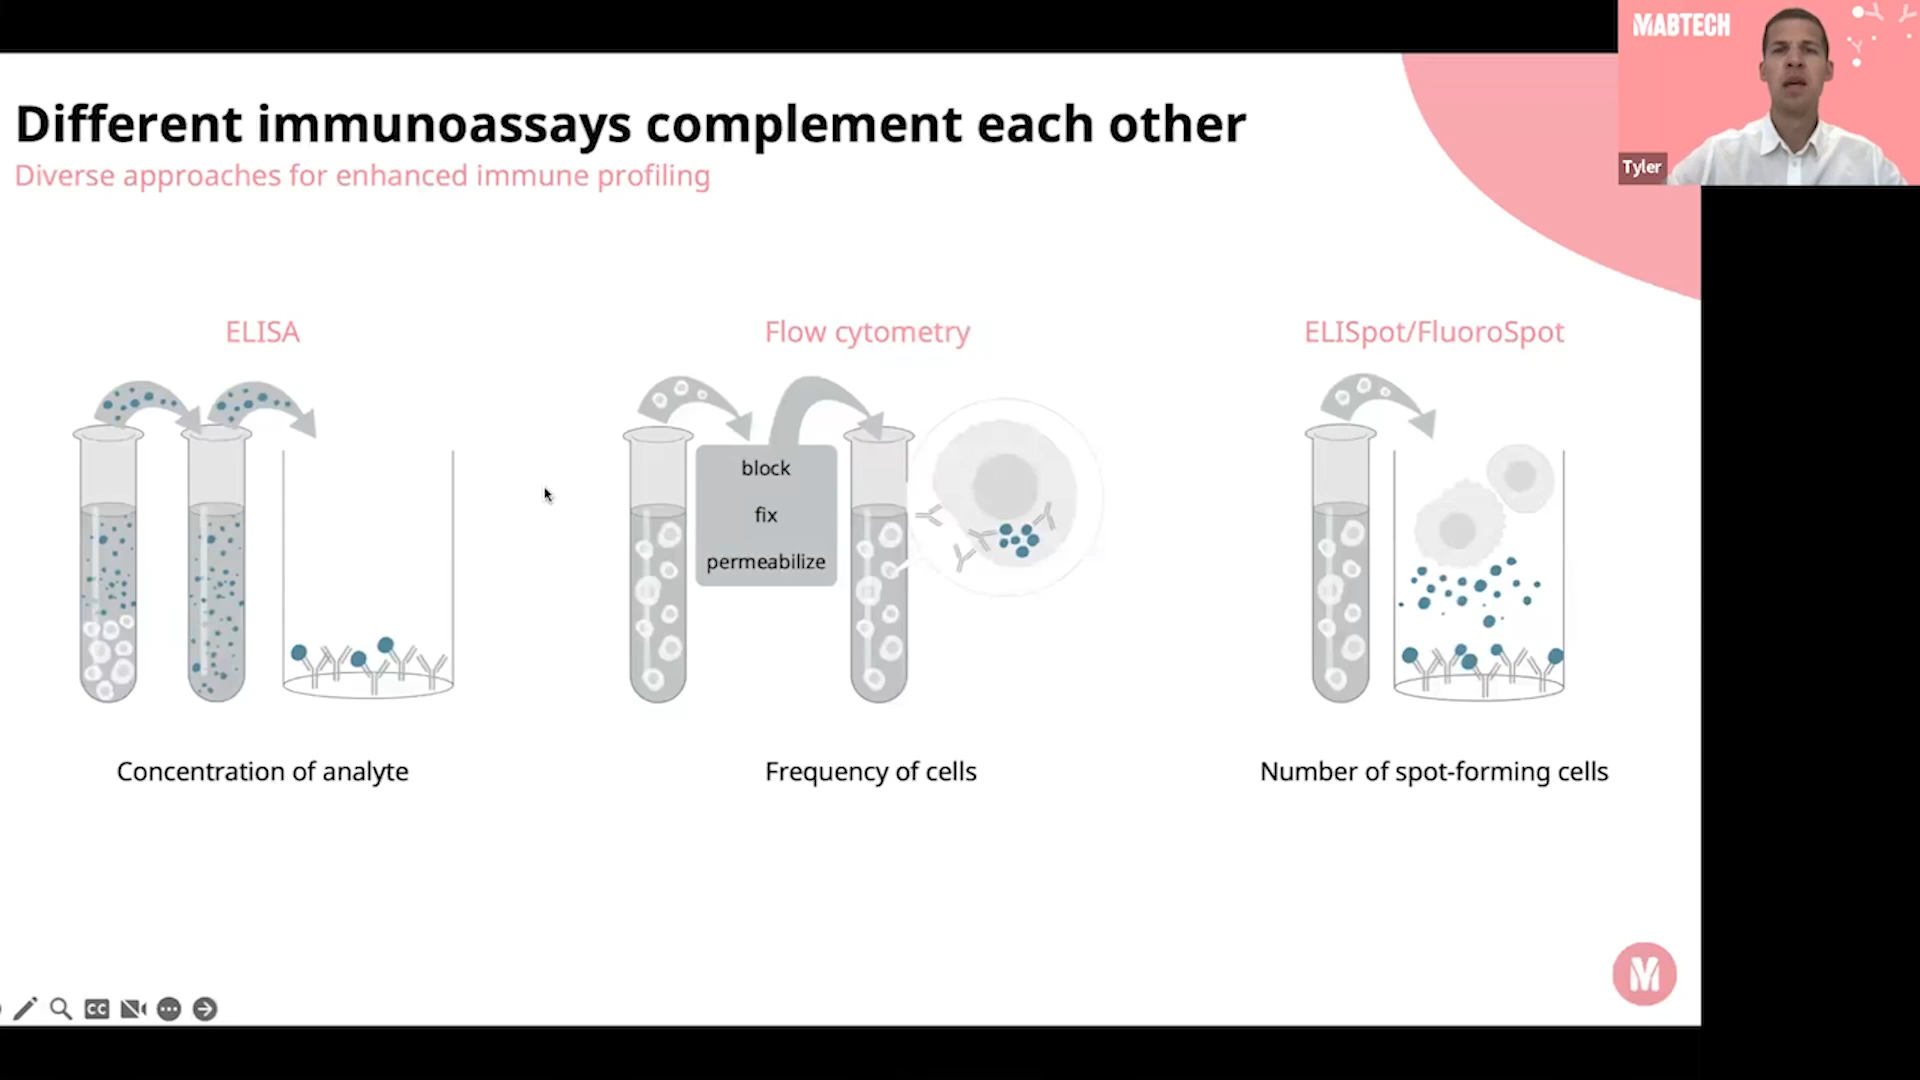 MABTECH
Tyler
Different immunoassays complement each other
Diverse approaches for enhanced immune profiling
ELISA
Flow cytometry
ELISpot/FluoroSpot
block
fix
permeabilize
Concentration of analyte
Frequency of cells
Number of spot-forming cells
M
CC